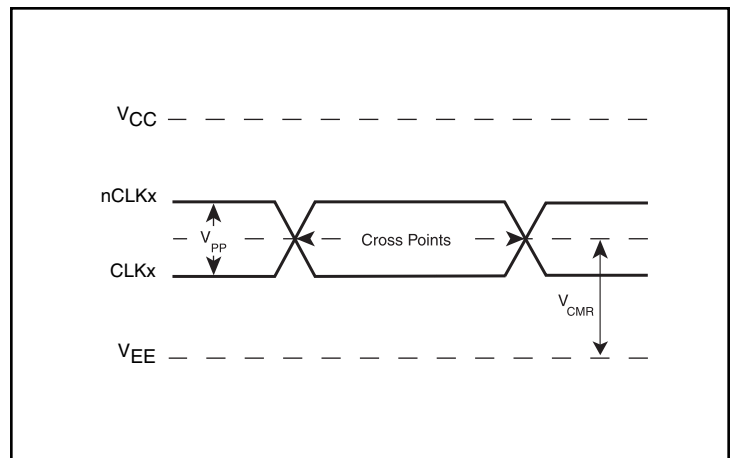 VCC
nCLKx
VPP
Cross Points
CLKx
VCMR
VEE